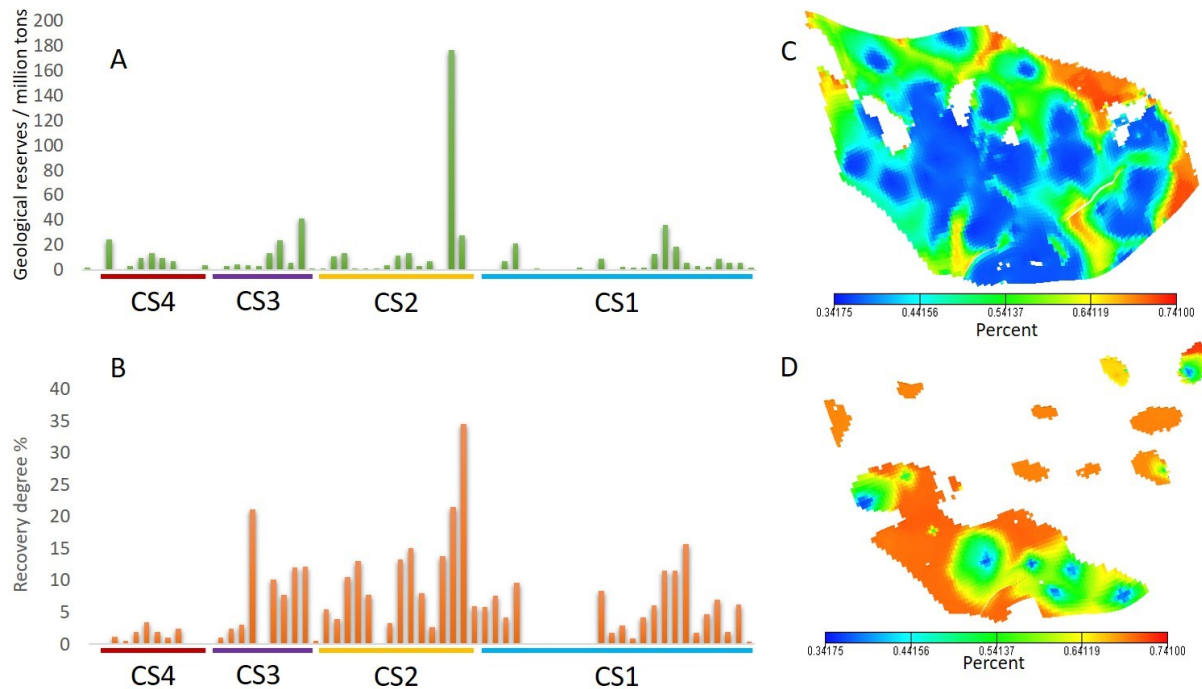 A
Geological reserves / million tons
200
180
160
140
120
100
80
60
40
20
0
CS4 CS3 CS2 CS1
B
Recovery degree %
40
35
30
25
20
15
10
5
0
CS4 CS3 CS2 CS1
C
0.34175 0.44156 0.54137 0.64119 0.74100
Percent
D
0.34175 0.44156 0.54137 0.64119 0.74100
Percent